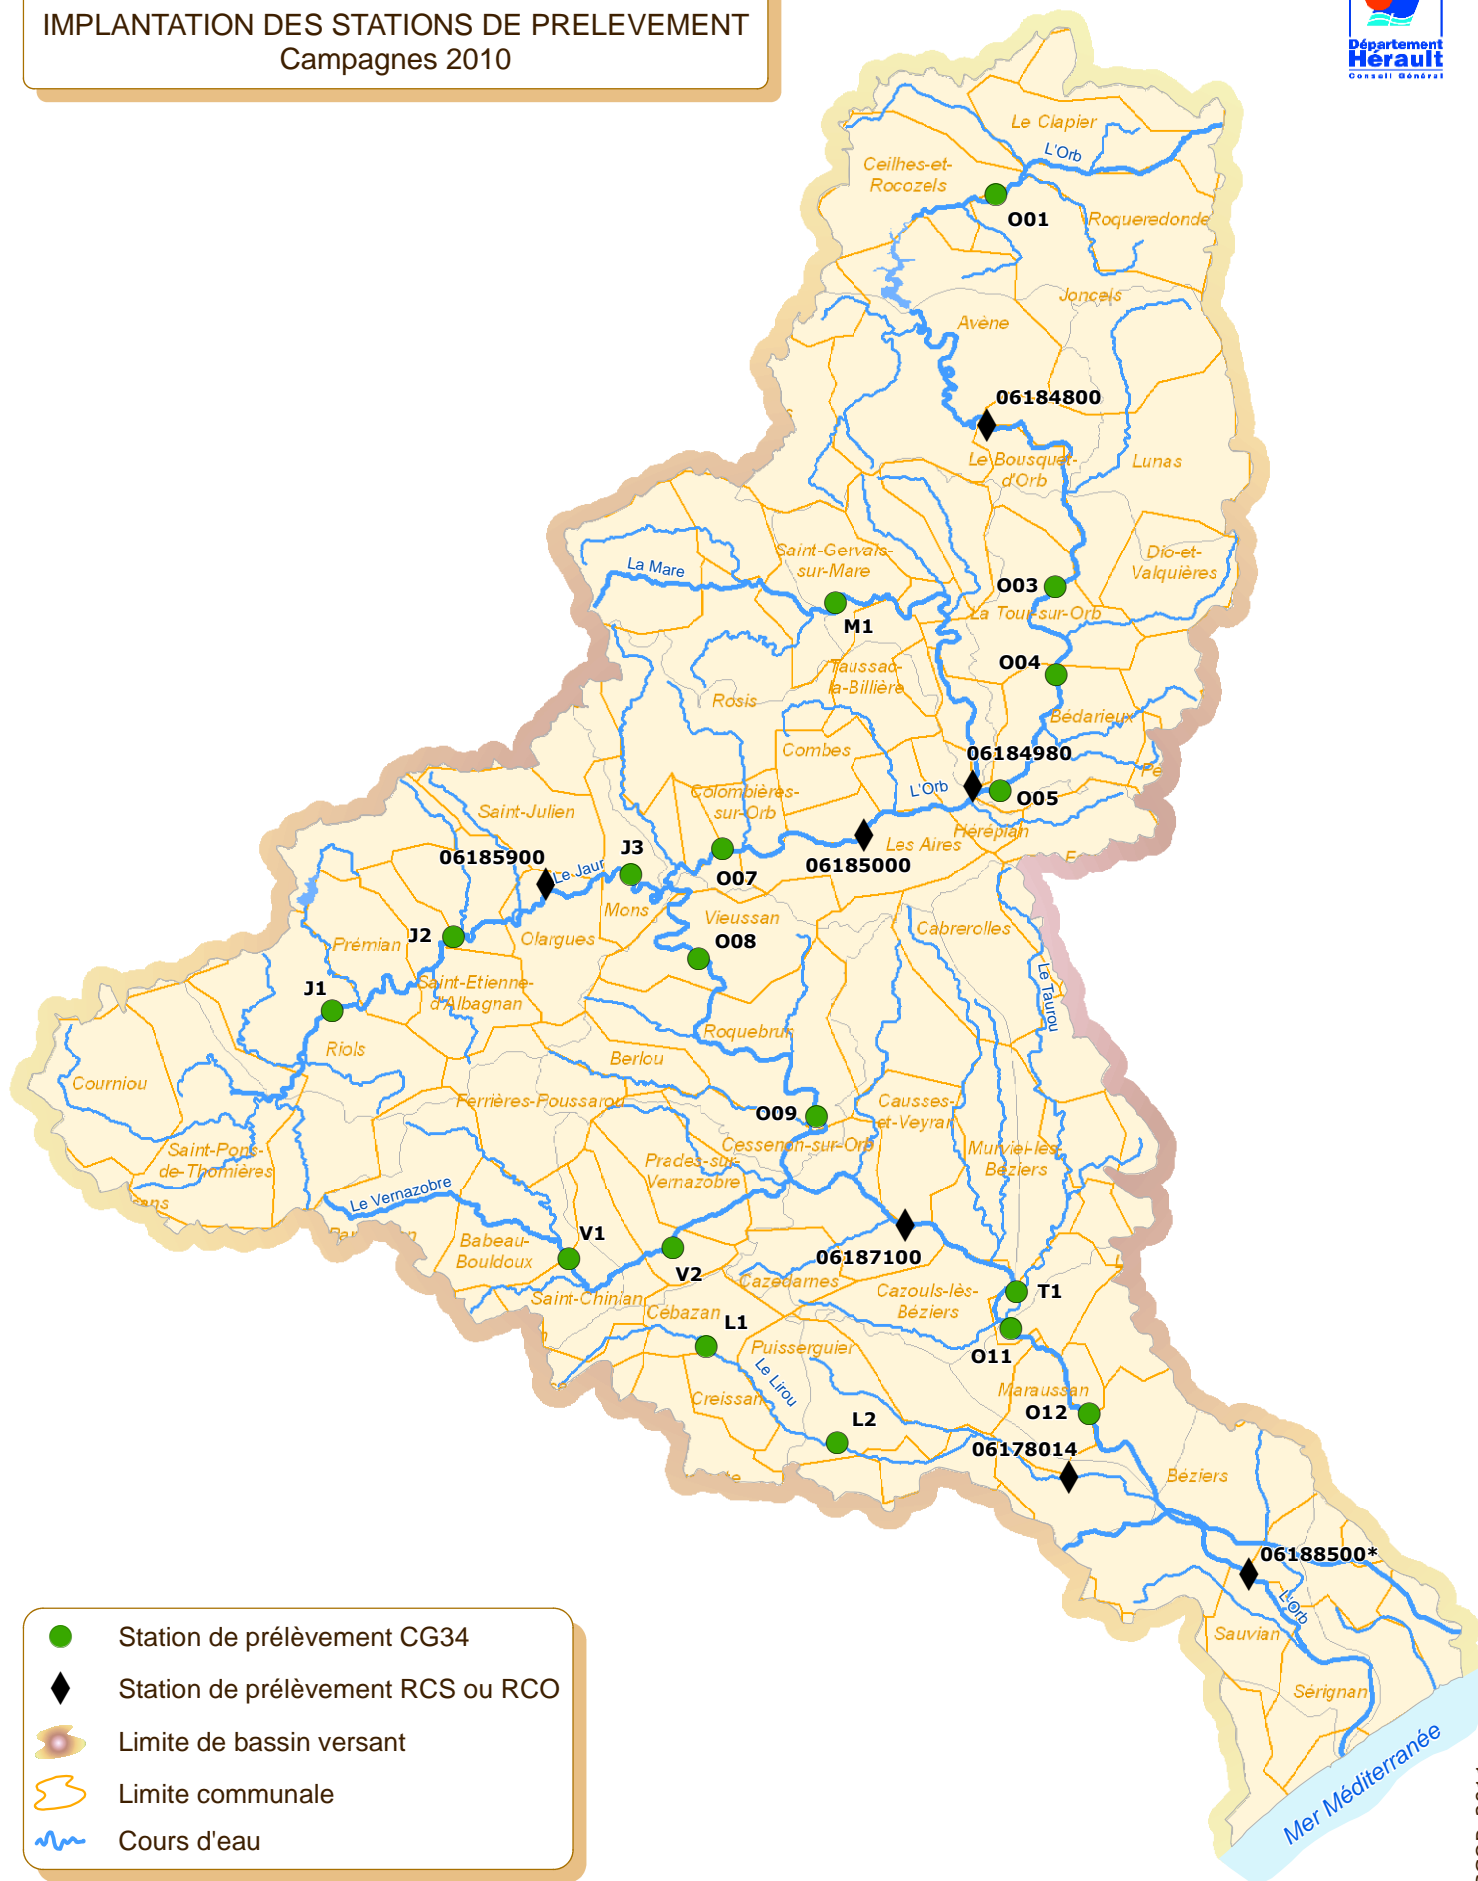 IMPLANTATION DES STATIONS DE PRELEVEMENT
Campagnes 2010
Département
Hérault
Conseil Général
Le Clapier
L'Orb
Ceilhes-et-
Rocozels
O01
Roqueredonde
Joncels
Avène
06184800
Le Bousquet-
d'Orb
Lunas
Saint-Gervais-
sur-Mare
Dio-et-
Valquières
La Mare
O03
La Tour-sur-Orb
M1
O04
Taussac-
la-Billière
Rosis
Bédarieux
Combes
06184980
L'Orb
O05
Colombières-
sur-Orb
Saint-Julien
Hérépian
Les Aires
J3
06185900
06185000
Le Jaur
O07
Mons
Vieussan
Cabrerolles
J2
Olargues
O08
Prémian
Saint-Etienne-
d'Albagnan
J1
Le Taurou
Roquebrun
Riols
Berlou
Courniou
Ferrières-Poussarou
Causses-
et-Veyran
O09
Cessenon-sur-Orb
Saint-Pons-
de-Thomières
Prades-sur-
Vernazobre
Murviel-lès-
Béziers
Le Vernazobre
V1
Babeau-
Bouldoux
06187100
V2
Cazedarnes
T1
Saint-Chinian
Cazouls-lès-
Béziers
Cébazan
L1
Puisserguier
O11
Le Lirou
Creissan
Maraussan
O12
L2
06178014
Béziers
06188500*
L'Orb
Sauvian
Sérignan
Mer Méditerranée
Station de prélèvement CG34
Station de prélèvement RCS ou RCO
Limite de bassin versant
Limite communale
Cours d'eau